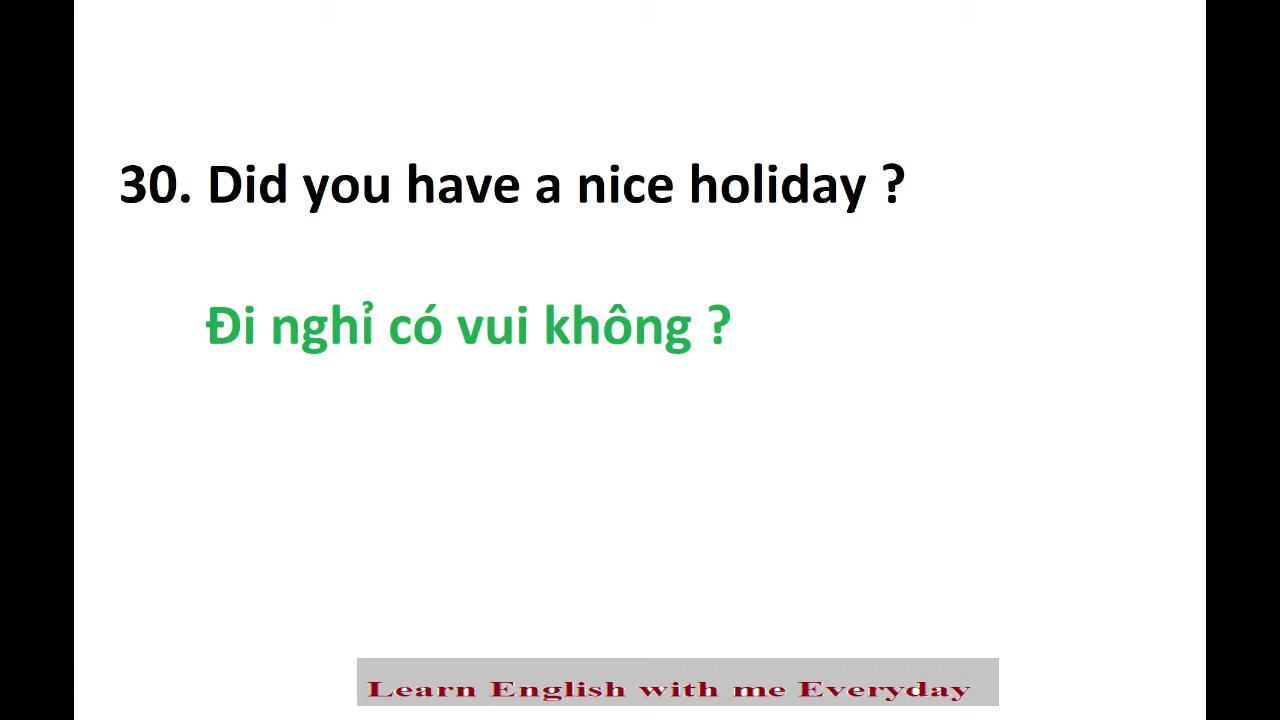 30. Did you have a nice holiday ?
Đi nghỉ có vui không ?
Learn English with me Everyday